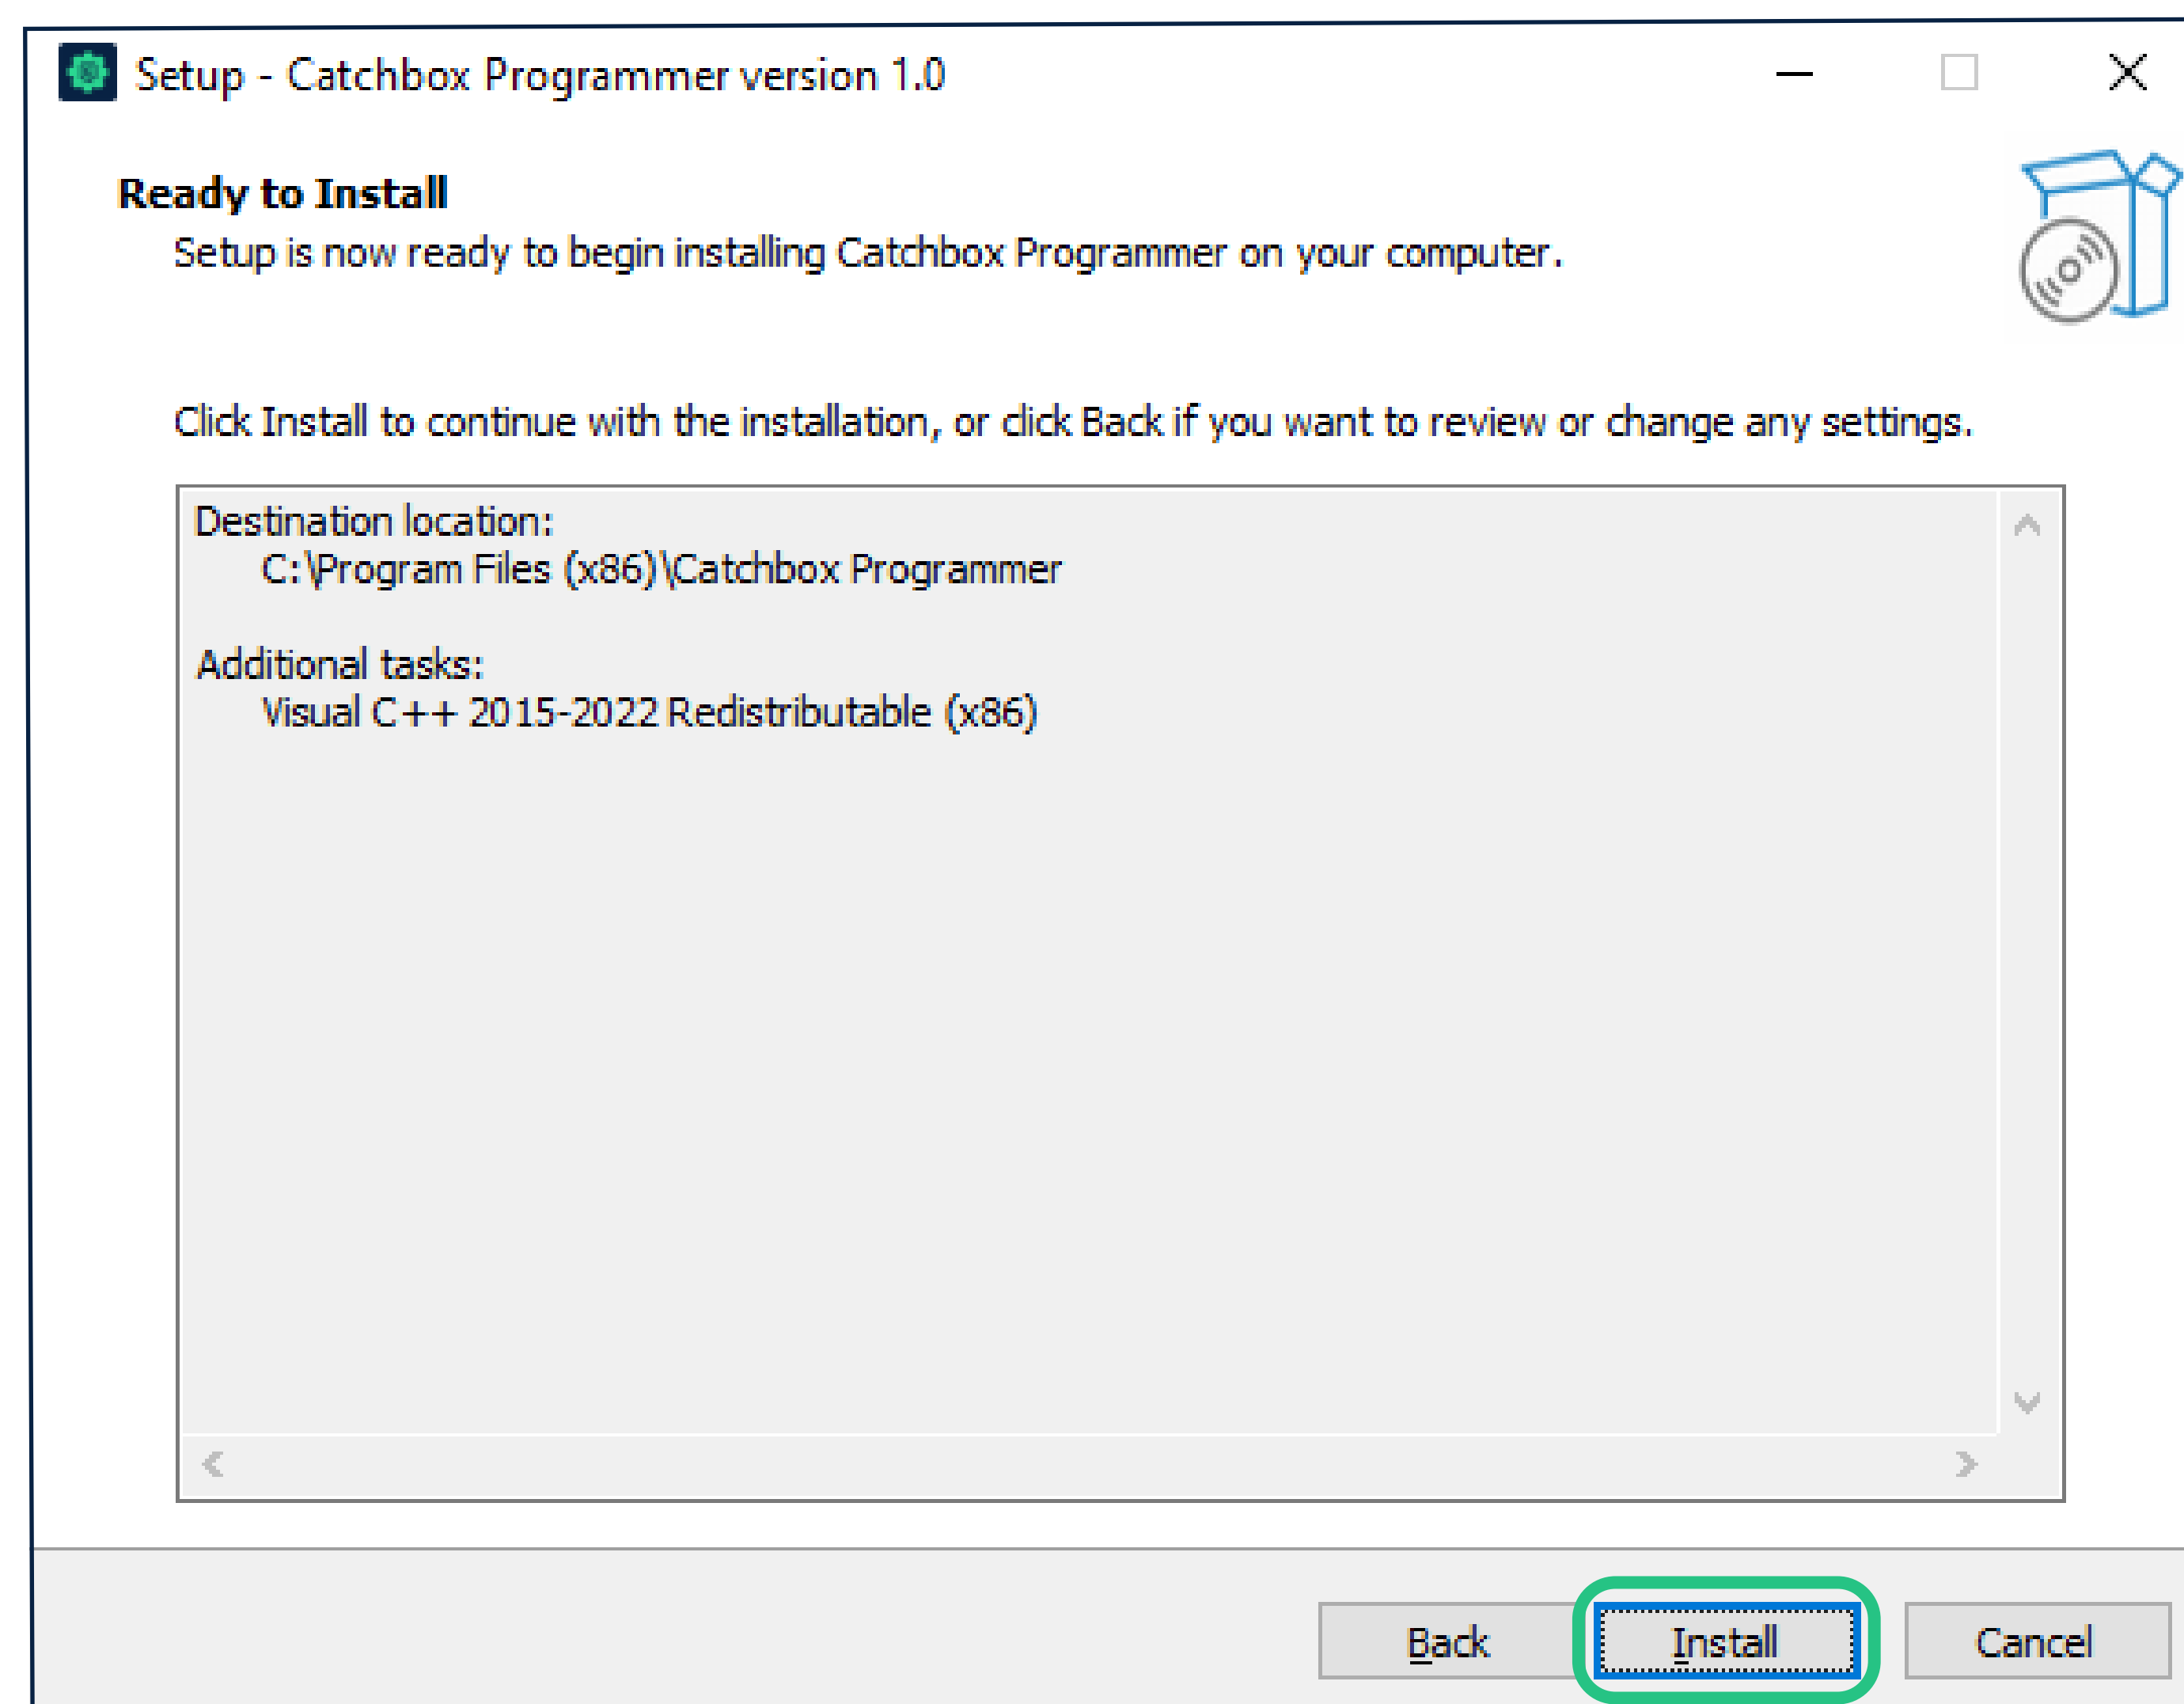 Setup - Catchbox Programmer version 1.0
Ready to Install
Setup is now ready to begin installing Catchbox Programmer on your computer.
Click Install to continue with the installation, or click Back if you want to review or change any settings.
Destination location:
C:\Program Files (x86)\Catchbox Programmer
Additional tasks:
Visual C++ 2015-2022 Redistributable (x86)
Back Install Cancel